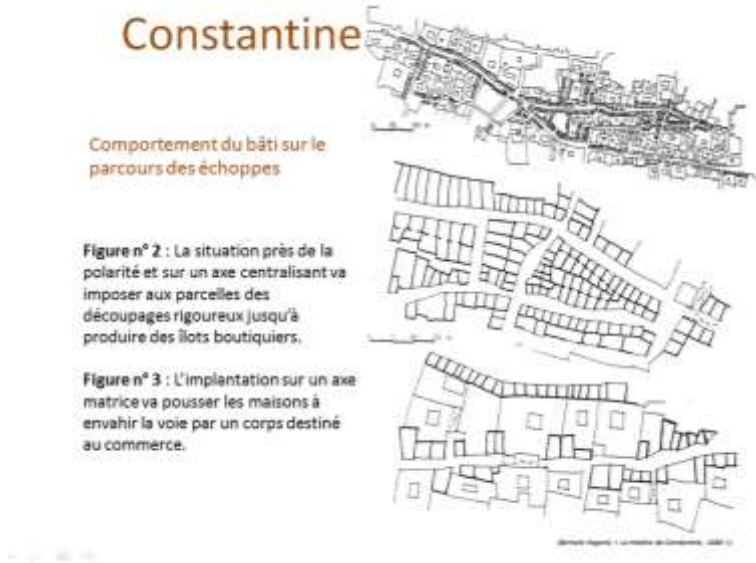 Constantine
Comportement du bâti sur le
parcours des échoppes
Figure n° 2 : La situation près de la
polarité et sur un axe centralisant va
imposer aux parcelles des
découpages rigoureux jusqu'à
produire des îlots boutiquiers.
Figure n° 3 : L'implantation sur un axe
matrice va pousser les maisons à
envahir la voie par un corps destiné
au commerce.